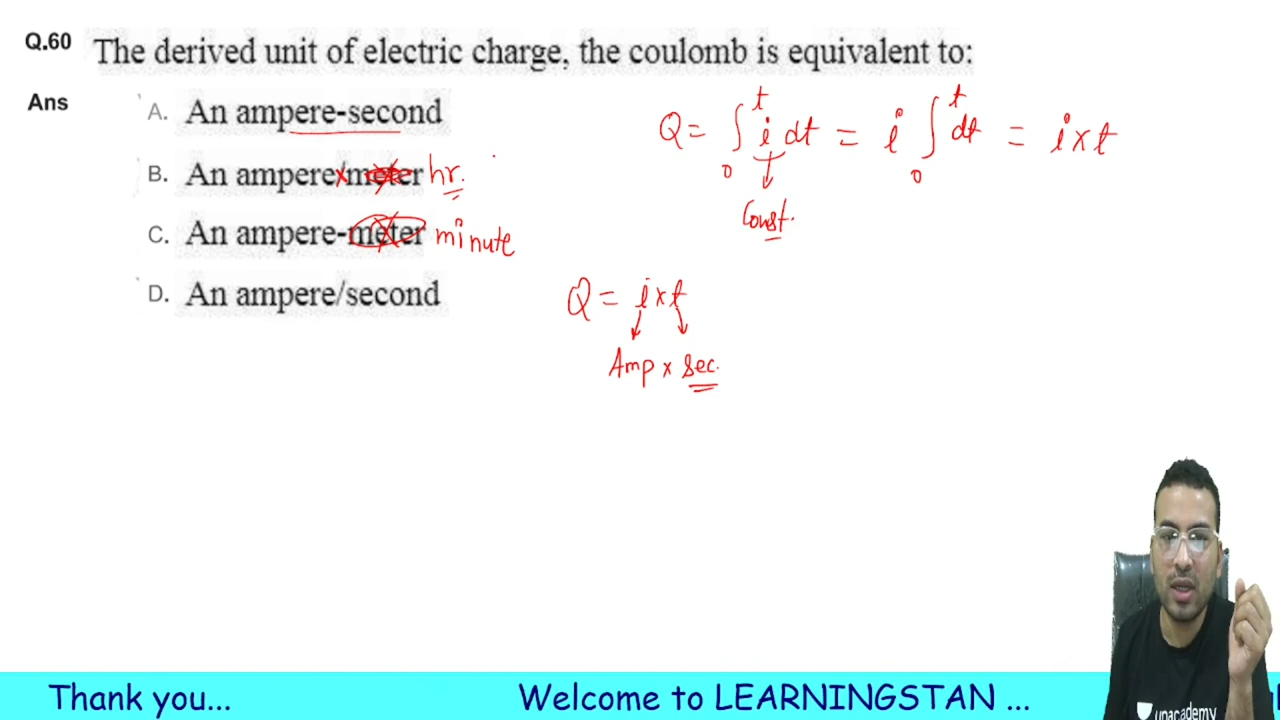 Q.60 The derived unit of electric charge, the coulomb is equivalent to:
Ans
A. An ampere-second
B. An ampere/meter hr.
C. An ampere-meter minute
D. An ampere/second
Q = ∫₀ᵗ i dt = i ∫₀ᵗ dt = i × t
Const.
Q = i × t
Amp × Sec.
Thank you... Welcome to LEARNINGSTAN ...
unacademy